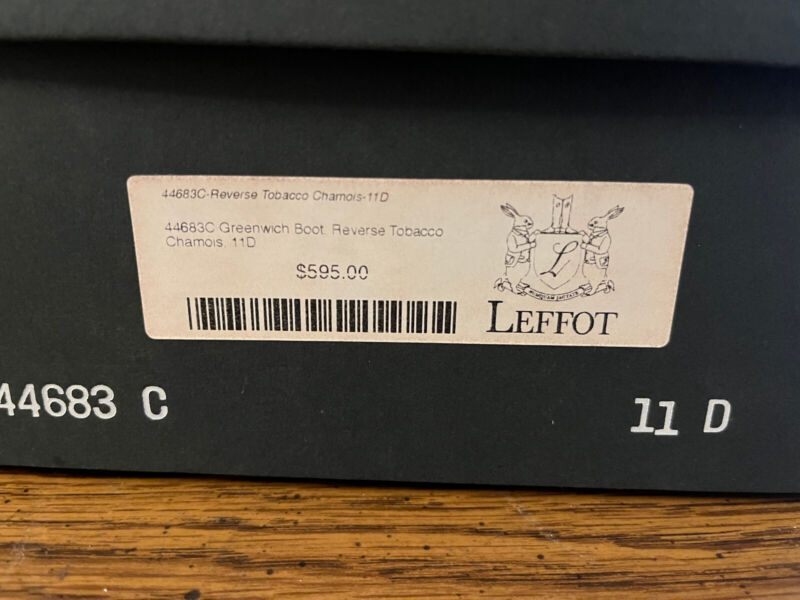 44683C-Reverse Tobacco Chamois-11D
44683C Greenwich Boot, Reverse Tobacco
Chamois, 11D
$595.00
LEFFOT
44683 C
11 D